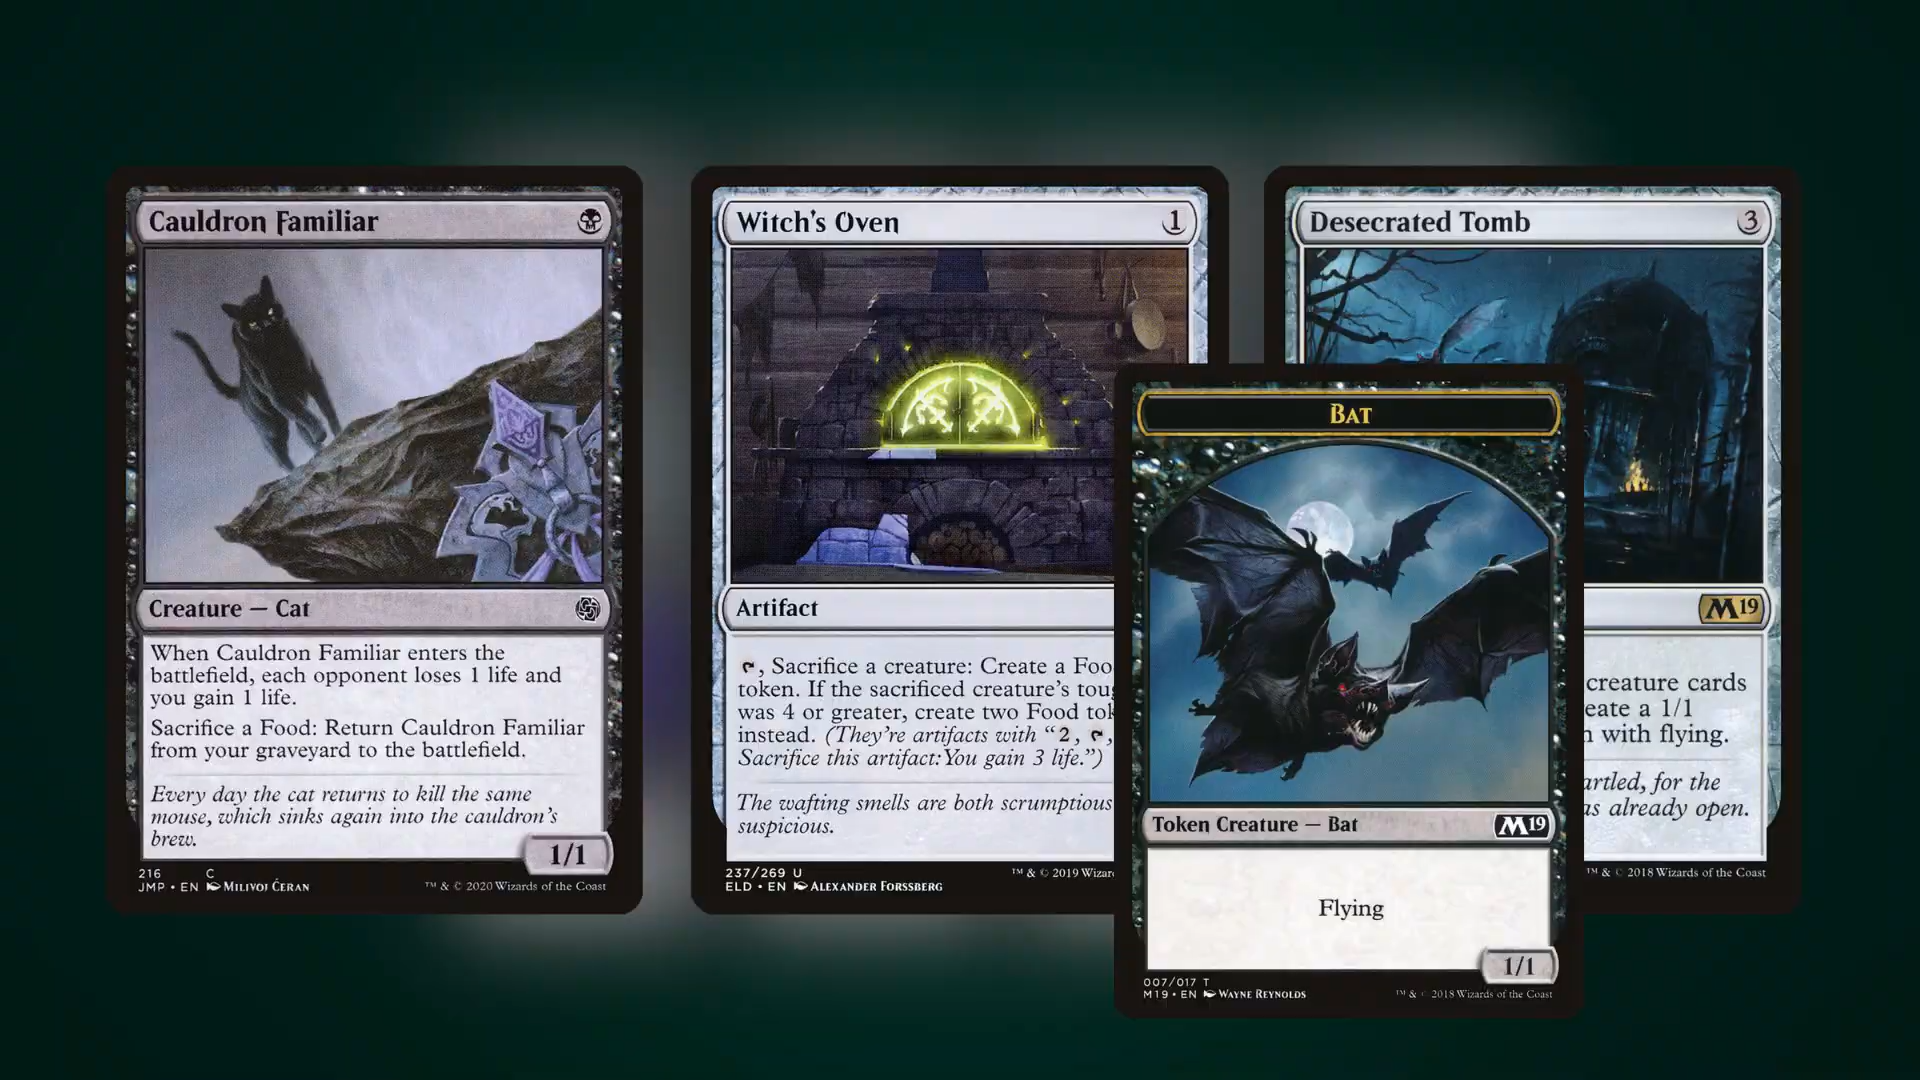 Cauldron Familiar
Creature — Cat
When Cauldron Familiar enters the
battlefield, each opponent loses 1 life and
you gain 1 life.
Sacrifice a Food: Return Cauldron Familiar
from your graveyard to the battlefield.
Every day the cat returns to kill the same
mouse, which sinks again into the cauldron's
brew.
1/1
216 C
JMP • EN Milivoj Ćeran
™ & © 2020 Wizards of the Coast
Witch's Oven 1
Artifact
, Sacrifice a creature: Create a
token. If the sacrificed creature's
was 4 or greater, create two Food
instead. (They're artifacts with “2, ,
Sacrifice this artifact: You gain 3 life.”)
The wafting smells are both scrumptious
suspicious.
237/269 U
ELD • EN Alexander Forssberg
™ & © 2019
Desecrated Tomb 3
M19
creature cards
a 1/1
with flying.
for the
already open.
™ & © 2018 Wizards of the Coast
Bat
Token Creature — Bat M19
Flying
1/1
007/017 T
M19 • EN Wayne Reynolds
™ & © 2018 Wizards of the Coast